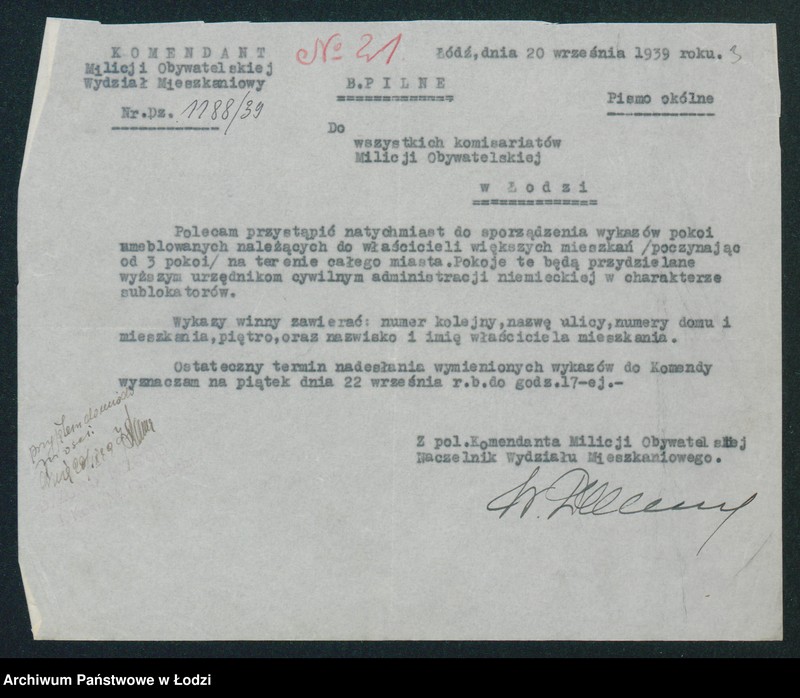 KOMENDANT
Milicji Obywatelskiej
Wydział Mieszkaniowy
Nr.Dz. 1188/39
No 21
Łódź, dnia 20 września 1939 roku. 3
B.PILNE
Pismo okólne
Do
wszystkich komisariatów
Milicji Obywatelskiej
w Łodzi
Polecam przystąpić natychmiast do sporządzenia wykazów pokoi
umeblowanych należących do właścicieli większych mieszkań /poczynając
od 3 pokoi/ na terenie całego miasta.Pokoje te będą przydzielane
wyższym urzędnikom cywilnym administracji niemieckiej w charakterze
sublokatorów.
Wykazy winny zawierać: numer kolejny,nazwę ulicy,numery domu i
mieszkania,piętro,oraz nazwisko i imię właściciela mieszkania.
Ostateczny termin nadesłania wymienionych wykazów do Komendy
wyznaczam na piątek dnia 22 września r.b.do godz.17-ej.-
Z pol.Komendanta Milicji Obywatelskiej
Naczelnik Wydziału Mieszkaniowego.
Archiwum Państwowe w Łodzi